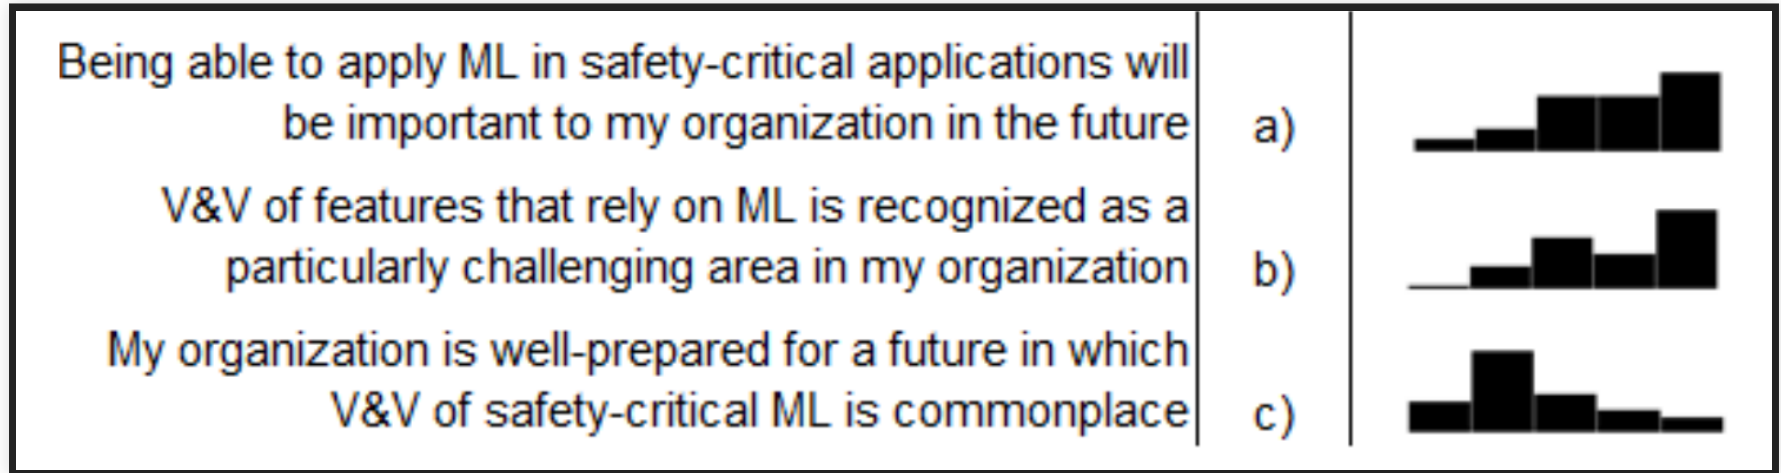 Being able to apply ML in safety-critical applications will
be important to my organization in the future
a)
V&V of features that rely on ML is recognized as a
particularly challenging area in my organization
b)
My organization is well-prepared for a future in which
V&V of safety-critical ML is commonplace
c)